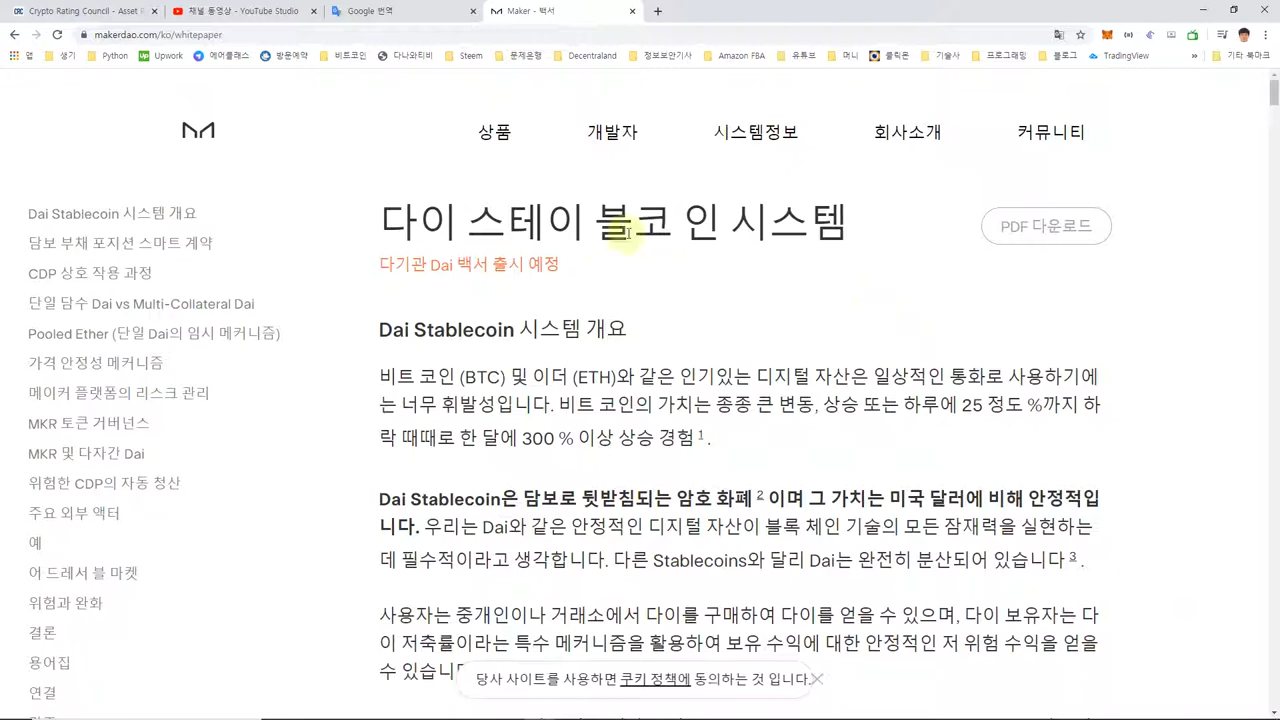 Crypto Rating Council - Asset R
채널 동영상 - YouTube Studio
Google 번역
Maker - 백서
makerdao.com/ko/whitepaper
앱
생기
Python
Upwork
에어클래스
방문예약
비트코인
다나와티비
Steem
문제은행
Decentraland
정보보안기사
Amazon FBA
유튜브
머니
클릭몬
기술사
프로그래밍
블로그
TradingView
»
기타 북마크
상품
개발자
시스템정보
회사소개
커뮤니티
Dai Stablecoin 시스템 개요
담보 부채 포지션 스마트 계약
CDP 상호 작용 과정
단일 담수 Dai vs Multi-Collateral Dai
Pooled Ether (단일 Dai의 임시 메커니즘)
가격 안정성 메커니즘
메이커 플랫폼의 리스크 관리
MKR 토큰 거버넌스
MKR 및 다자간 Dai
위험한 CDP의 자동 청산
주요 외부 액터
예
어 드레서 블 마켓
위험과 완화
결론
용어집
연결
다이 스테이 블코 인 시스템
PDF 다운로드
다기관 Dai 백서 출시 예정
Dai Stablecoin 시스템 개요
비트 코인 (BTC) 및 이더 (ETH)와 같은 인기있는 디지털 자산은 일상적인 통화로 사용하기에
는 너무 휘발성입니다. 비트 코인의 가치는 종종 큰 변동, 상승 또는 하루에 25 정도 %까지 하
락 때때로 한 달에 300 % 이상 상승 경험 1 .
Dai Stablecoin은 담보로 뒷받침되는 암호 화폐 2 이며 그 가치는 미국 달러에 비해 안정적입
니다. 우리는 Dai와 같은 안정적인 디지털 자산이 블록 체인 기술의 모든 잠재력을 실현하는
데 필수적이라고 생각합니다. 다른 Stablecoins와 달리 Dai는 완전히 분산되어 있습니다 3 .
사용자는 중개인이나 거래소에서 다이를 구매하여 다이를 얻을 수 있으며, 다이 보유자는 다
이 저축률이라는 특수 메커니즘을 활용하여 보유 수익에 대한 안정적인 저 위험 수익을 얻을
수 있습니
당사 사이트를 사용하면 쿠키 정책에 동의하는 것 입니다.